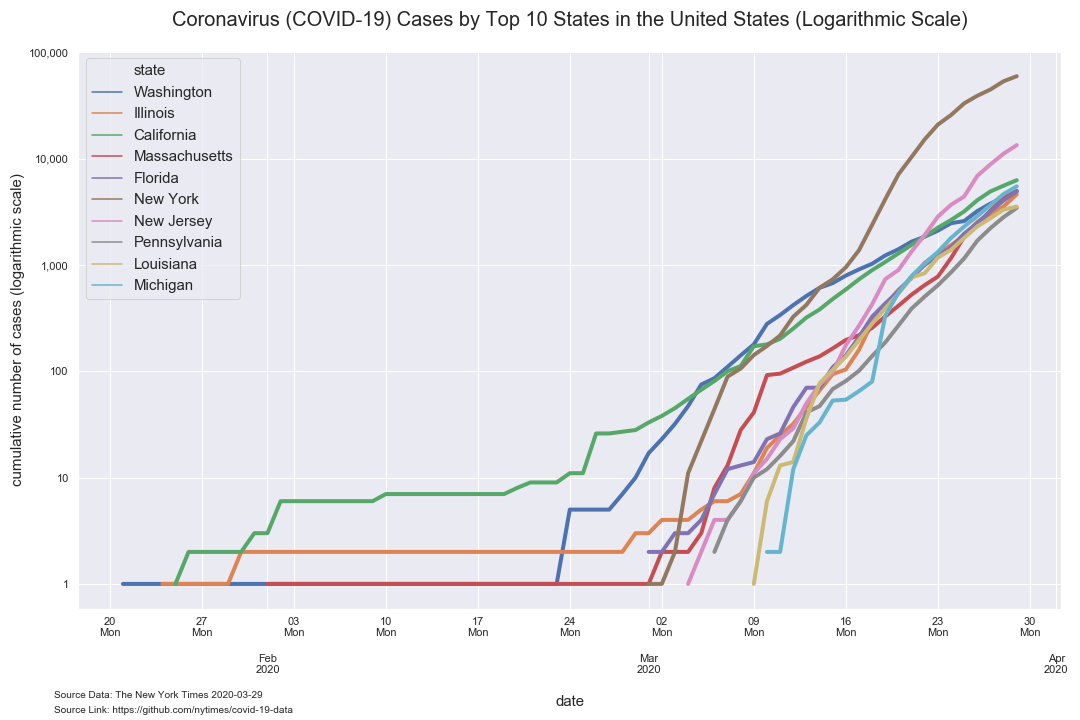 Coronavirus (COVID-19) Cases by Top 10 States in the United States (Logarithmic Scale)
cumulative number of cases (logarithmic scale)
100,000
10,000
1,000
100
10
1
state
Washington
Illinois
California
Massachusetts
Florida
New York
New Jersey
Pennsylvania
Louisiana
Michigan
20 27 03 10 17 24 02 09 16 23 30
Mon Mon Mon Mon Mon Mon Mon Mon Mon Mon Mon
Feb Mar Apr
2020 2020 2020
date
Source Data: The New York Times 2020-03-29
Source Link: https://github.com/nytimes/covid-19-data